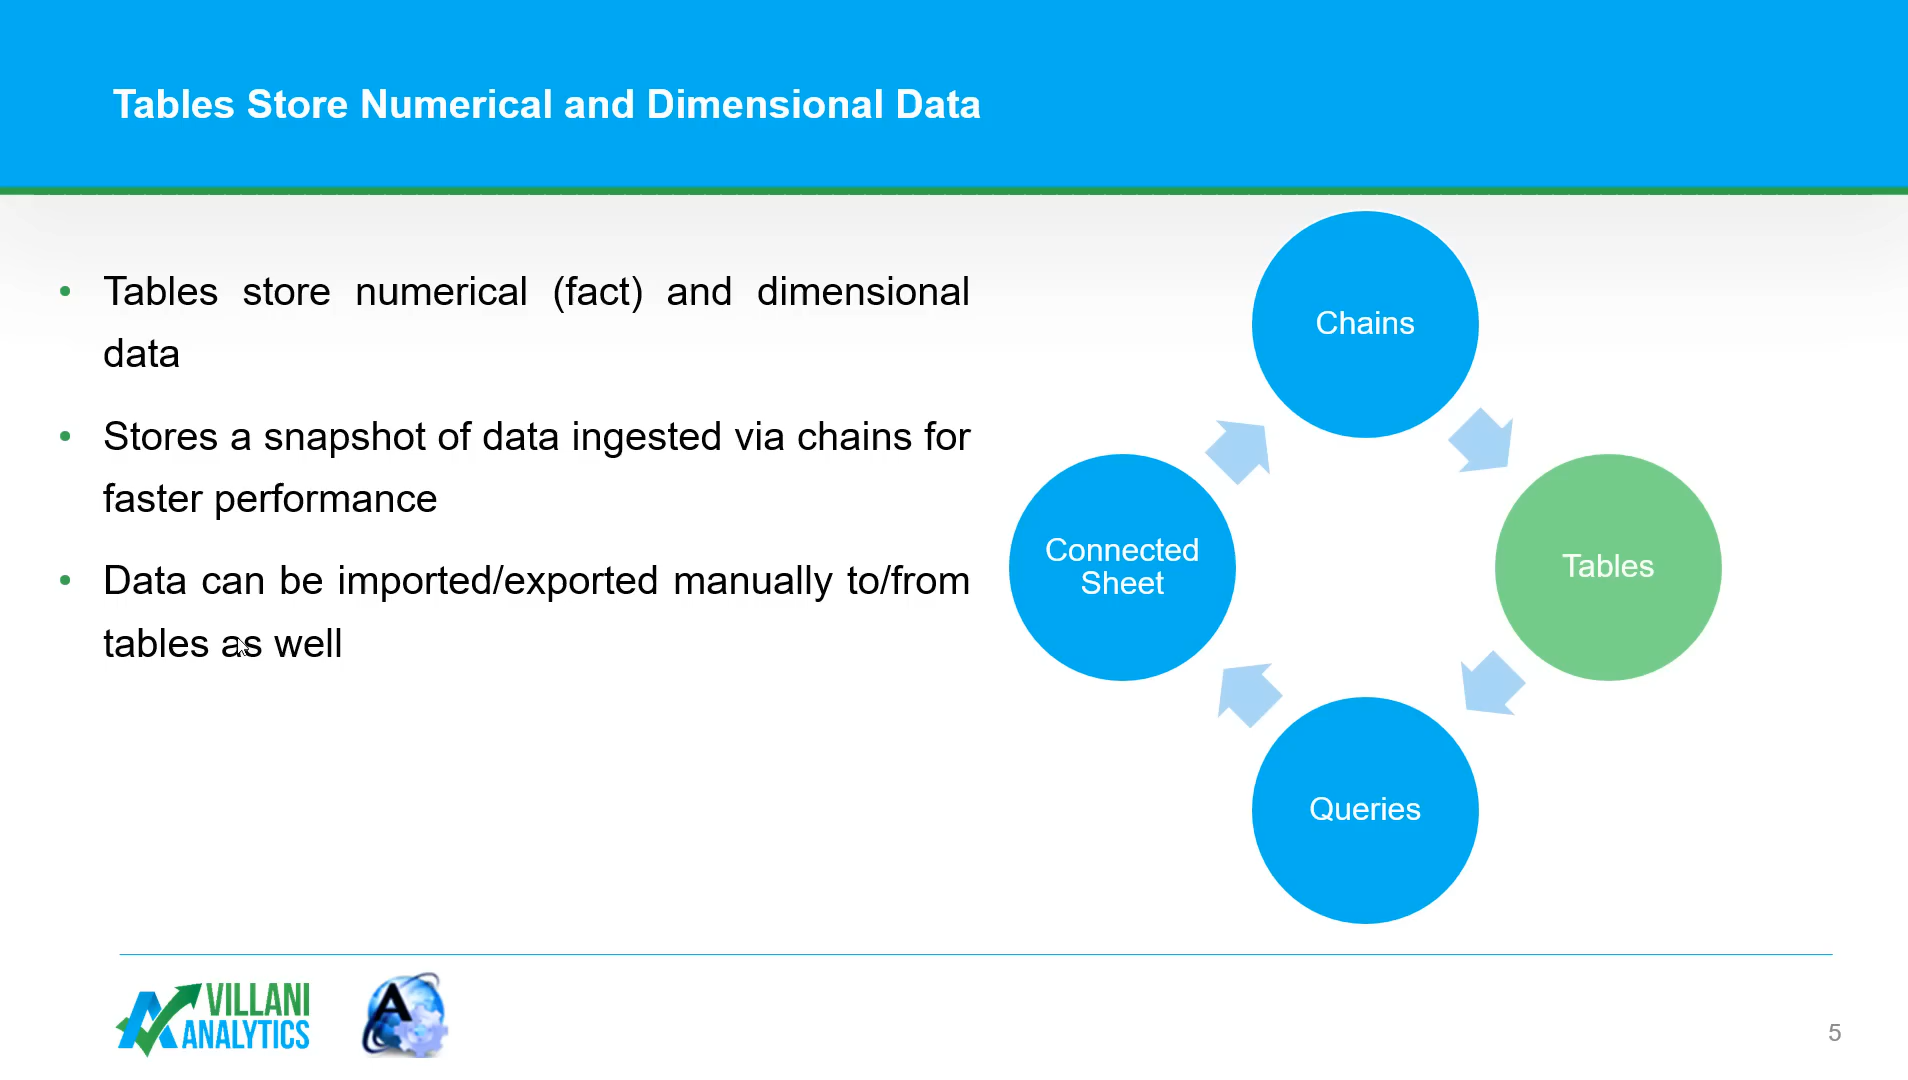 Tables Store Numerical and Dimensional Data
• Tables store numerical (fact) and dimensional
data
• Stores a snapshot of data ingested via chains for
faster performance
• Data can be imported/exported manually to/from
tables as well
Chains
Connected
Sheet
Tables
Queries
VILLANI
ANALYTICS
A
5